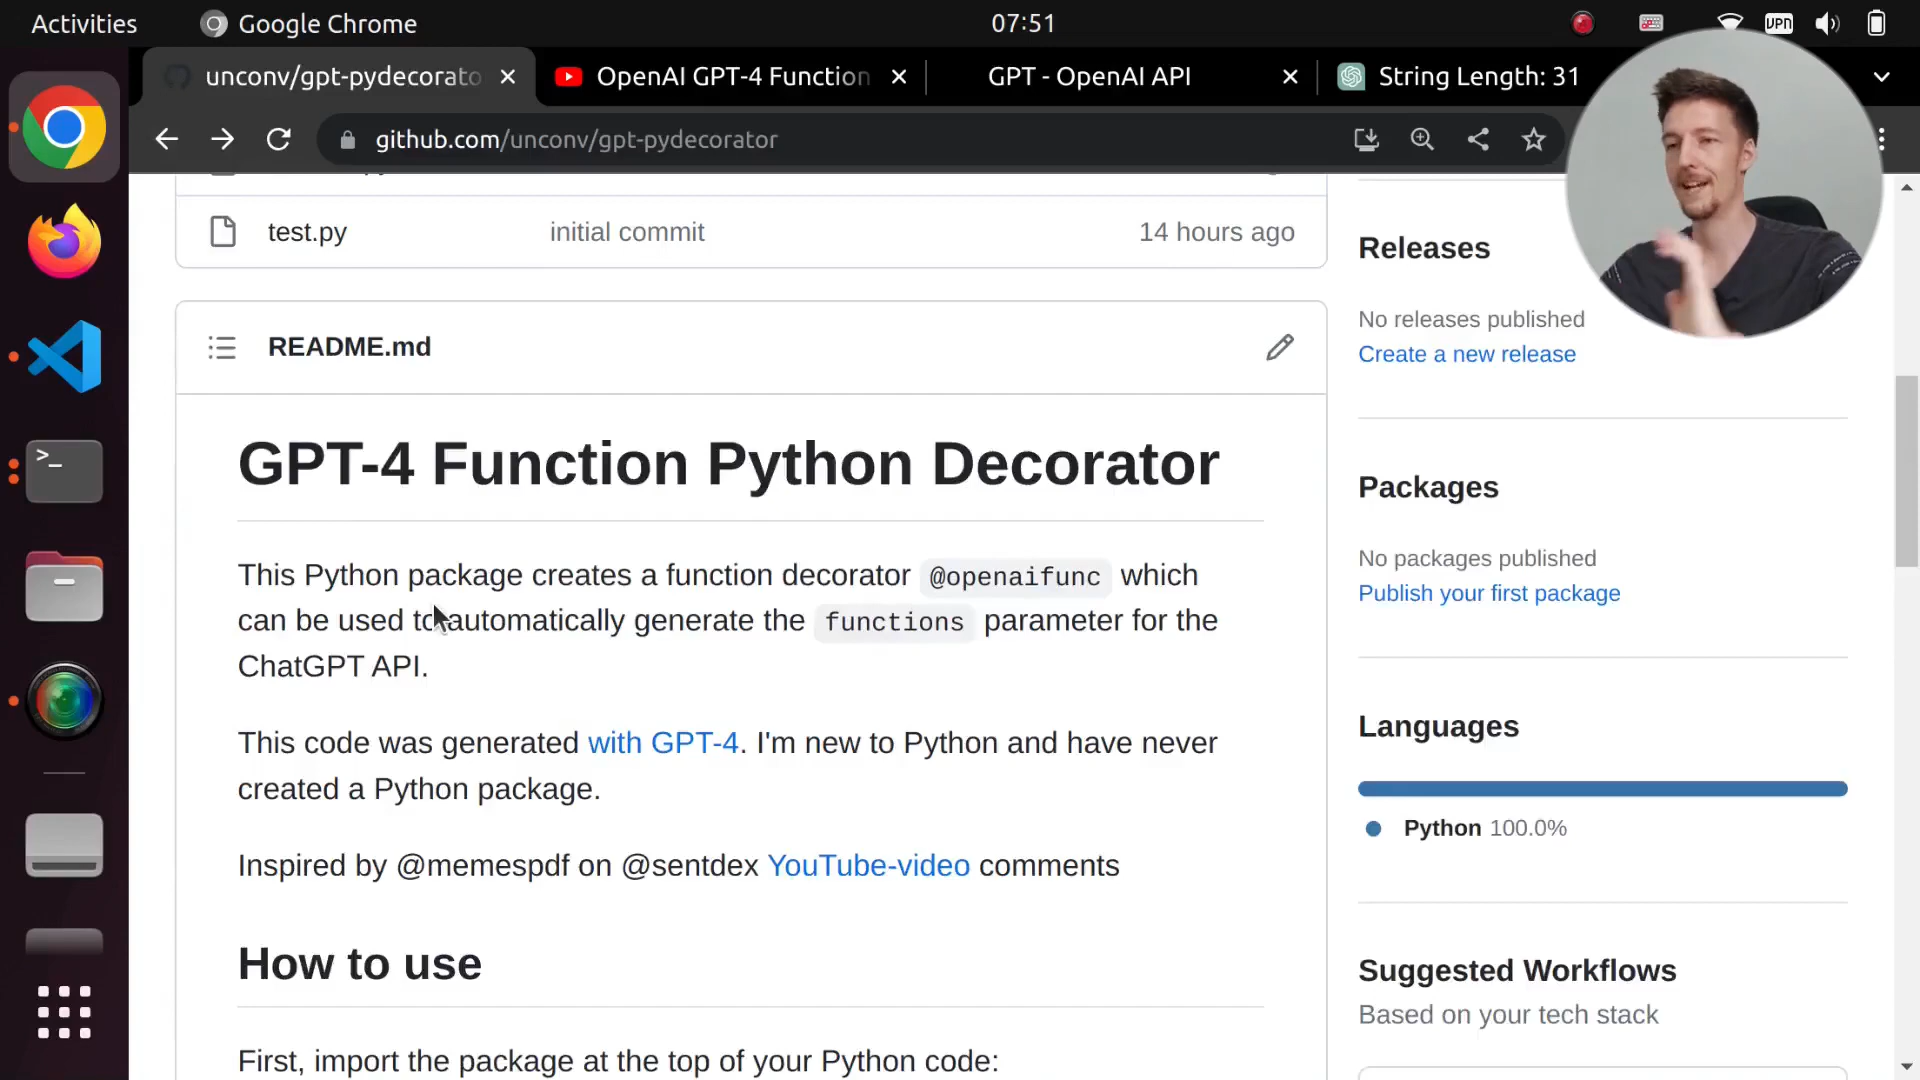 Activities
Google Chrome
07:51
VPN
unconv/gpt-pydecorato
OpenAI GPT-4 Function
GPT - OpenAI API
String Length: 31
github.com/unconv/gpt-pydecorator
test.py
initial commit
14 hours ago
README.md
GPT-4 Function Python Decorator
This Python package creates a function decorator @openaifunc which
can be used to automatically generate the functions parameter for the
ChatGPT API.
This code was generated with GPT-4. I'm new to Python and have never
created a Python package.
Inspired by @memespdf on @sentdex YouTube-video comments
How to use
First, import the package at the top of your Python code:
Releases
No releases published
Create a new release
Packages
No packages published
Publish your first package
Languages
Python 100.0%
Suggested Workflows
Based on your tech stack